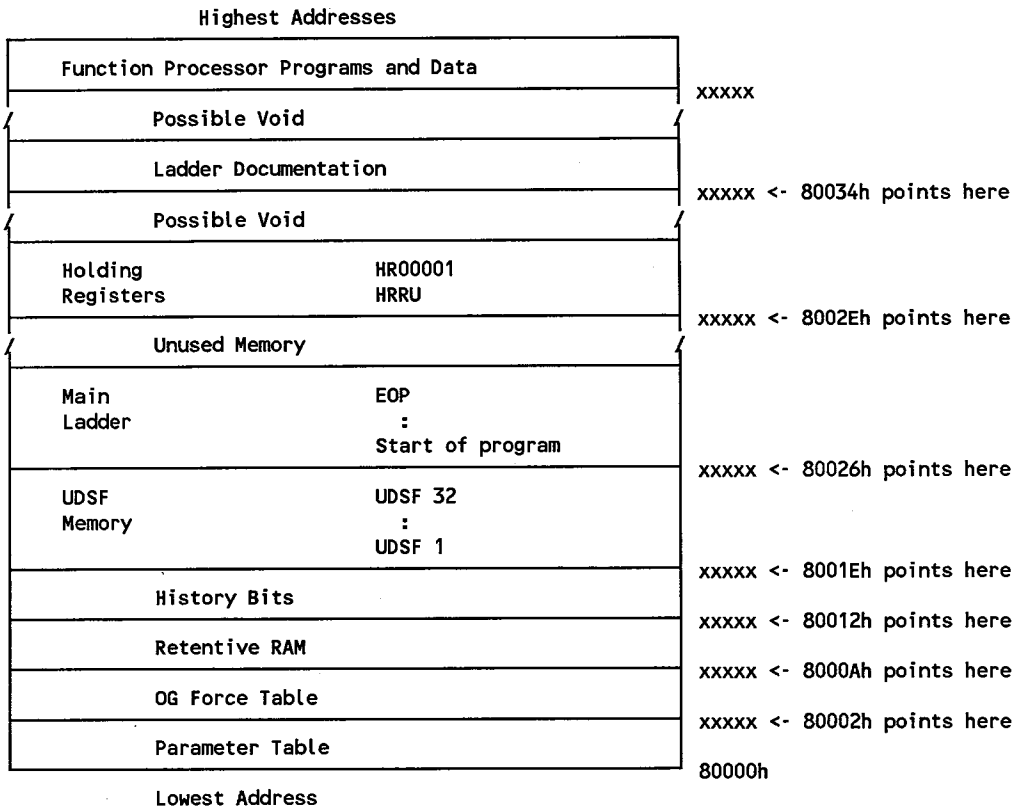 Highest Addresses
Function Processor Programs and Data
xxxxx
Possible Void
Ladder Documentation
xxxxx <- 80034h points here
Possible Void
Holding HR00001
Registers HRRU
xxxxx <- 8002Eh points here
Unused Memory
Main EOP
Ladder :
Start of program
xxxxx <- 80026h points here
UDSF UDSF 32
Memory :
UDSF 1
xxxxx <- 8001Eh points here
History Bits
xxxxx <- 80012h points here
Retentive RAM
xxxxx <- 8000Ah points here
OG Force Table
xxxxx <- 80002h points here
Parameter Table
80000h
Lowest Address